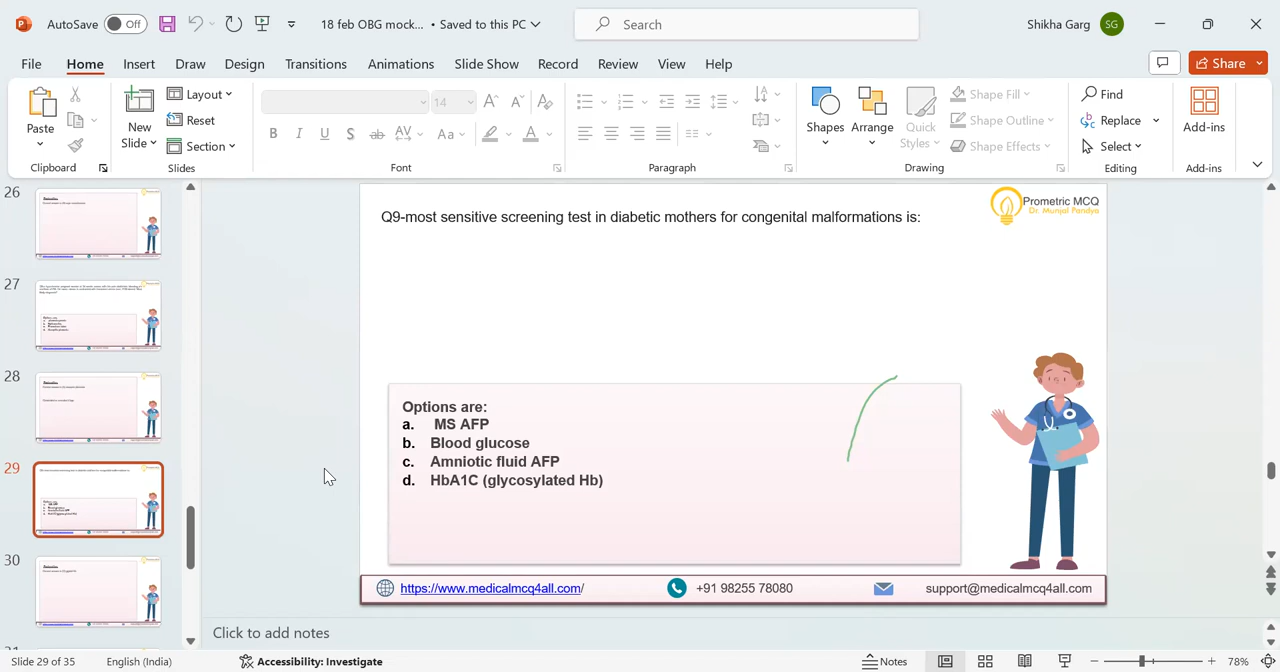 AutoSave Off 18 feb OBG mock... • Saved to this PC Search Shikha Garg SG
File Home Insert Draw Design Transitions Animations Slide Show Record Review View Help Share
Paste New Slide Layout Reset Section 14 Shapes Arrange Quick Styles Shape Fill Shape Outline Shape Effects Find Replace Select Add-ins
Clipboard Slides Font Paragraph Drawing Editing Add-ins
26
27
28
29
30
Q9-most sensitive screening test in diabetic mothers for congenital malformations is:
Prometric MCQ
Dr. Munjal Pandya
Options are:
a. MS AFP
b. Blood glucose
c. Amniotic fluid AFP
d. HbA1C (glycosylated Hb)
https://www.medicalmcq4all.com/ +91 98255 78080 support@medicalmcq4all.com
Click to add notes
Slide 29 of 35 English (India) Accessibility: Investigate Notes 78%